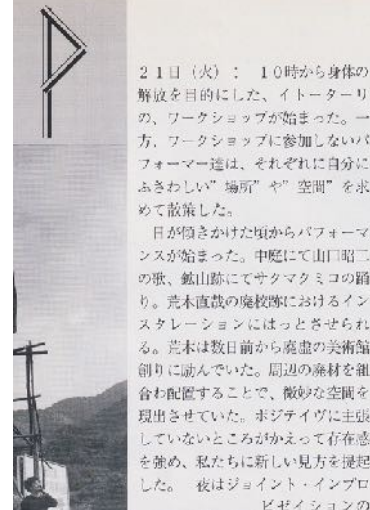 21日（火）： 10時から身体の
解放を目的にした、イトーターリ
の、ワークショップが始まった。一
方、ワークショップに参加しないパ
フォーマー達は、それぞれに自分に
ふさわしい”場所”や”空間”を求
めて散策した。
日が傾きかけた頃からパフォーマ
ンスが始まった。中庭にて山口昭二
の歌、鉱山跡にてサクマクミコの踊
り。荒木直哉の廃校跡におけるイン
スタレーションにはっとさせられ
る。荒木は数日前から廃虚の美術館
創りに励んでいた。周辺の廃材を組
合わ配置することで、微妙な空間を
現出させていた。ポジテイヴに主張
していないところがかえって存在感
を強め、私たちに新しい見方を提起
した。 夜はジョイント・インプロ
ビゼイションの